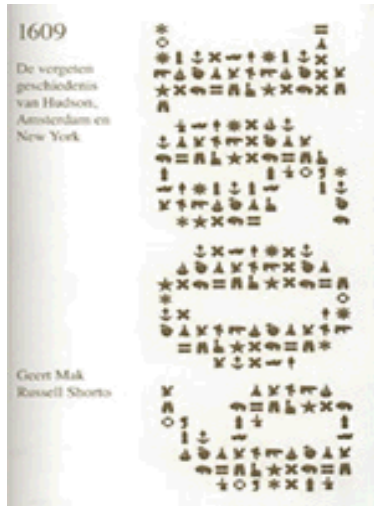 1609
De vergeten
geschiedenis
van Hudson,
Amsterdam en
New York
Geert Mak
Russell Shorto